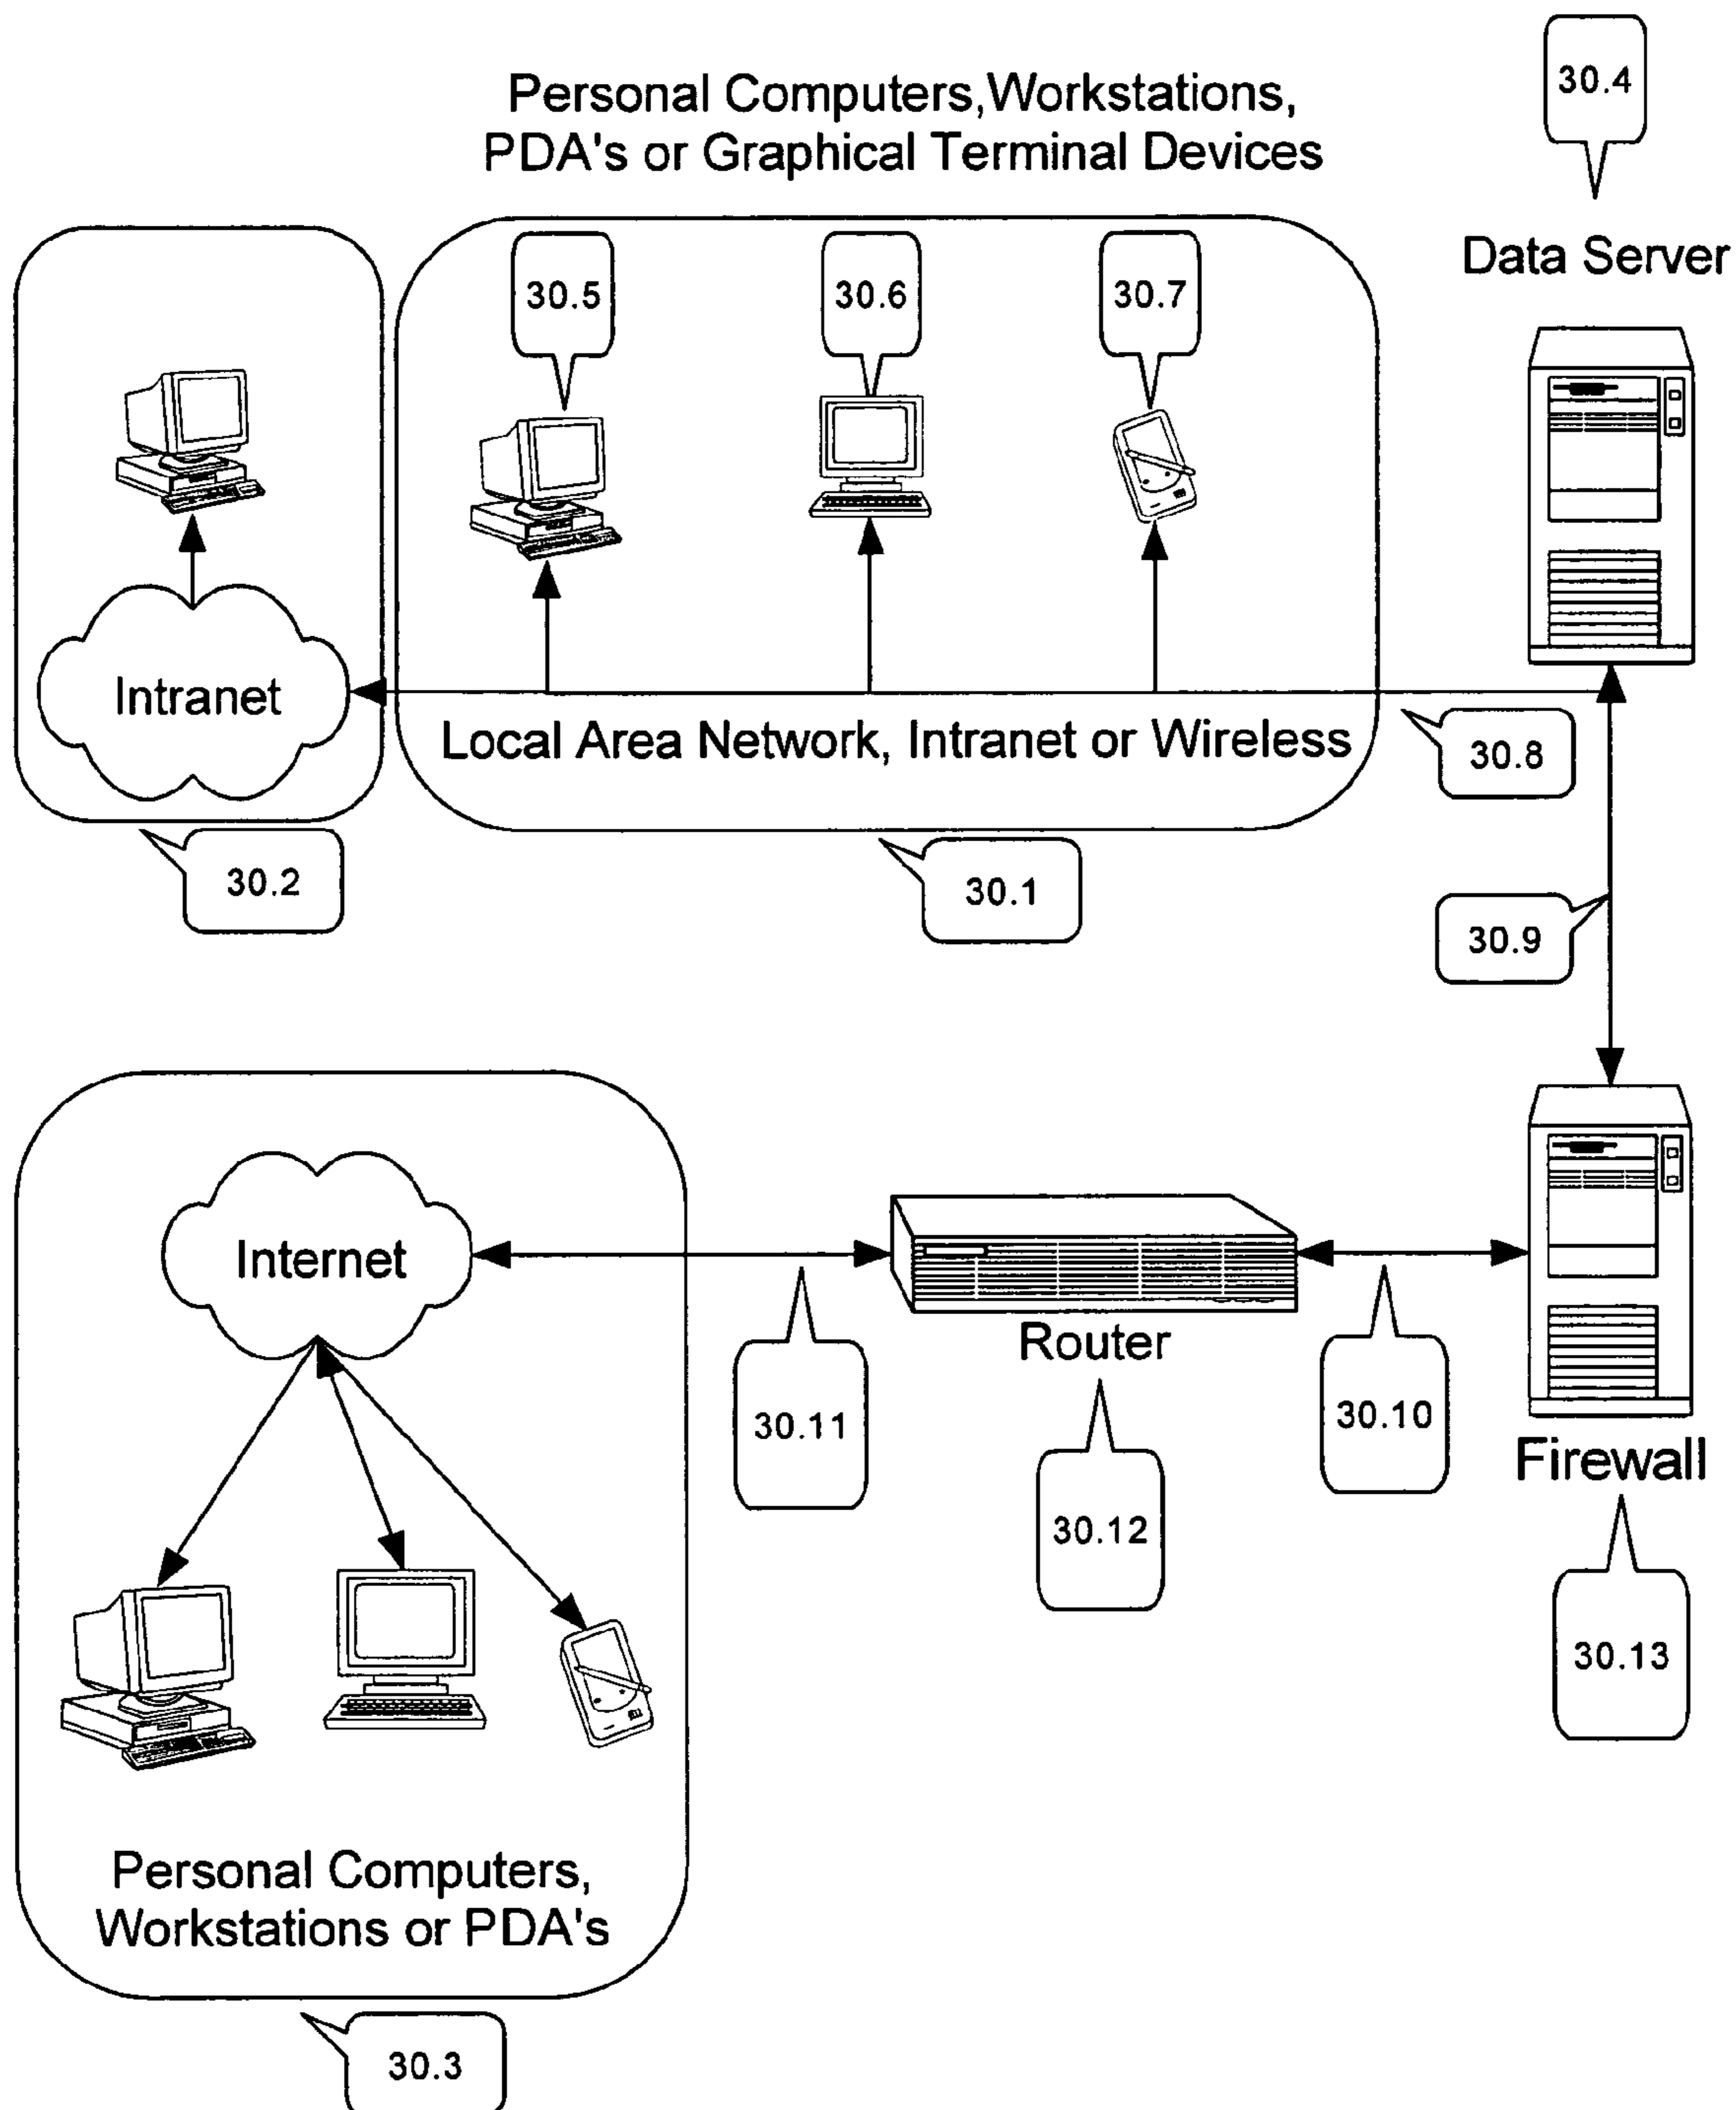 30.4
Personal Computers,Workstations,
PDA's or Graphical Terminal Devices
Data Server
30.5
30.6
30.7
Intranet
Local Area Network, Intranet or Wireless
30.8
30.2
30.1
30.9
Internet
Router
30.11
30.10
Firewall
30.12
30.13
Personal Computers,
Workstations or PDA's
30.3